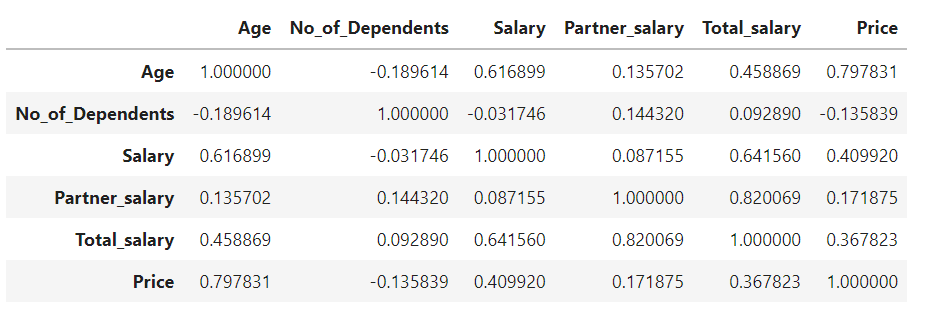 Age No_of_Dependents Salary Partner_salary Total_salary Price
Age 1.000000 -0.189614 0.616899 0.135702 0.458869 0.797831
No_of_Dependents -0.189614 1.000000 -0.031746 0.144320 0.092890 -0.135839
Salary 0.616899 -0.031746 1.000000 0.087155 0.641560 0.409920
Partner_salary 0.135702 0.144320 0.087155 1.000000 0.820069 0.171875
Total_salary 0.458869 0.092890 0.641560 0.820069 1.000000 0.367823
Price 0.797831 -0.135839 0.409920 0.171875 0.367823 1.000000